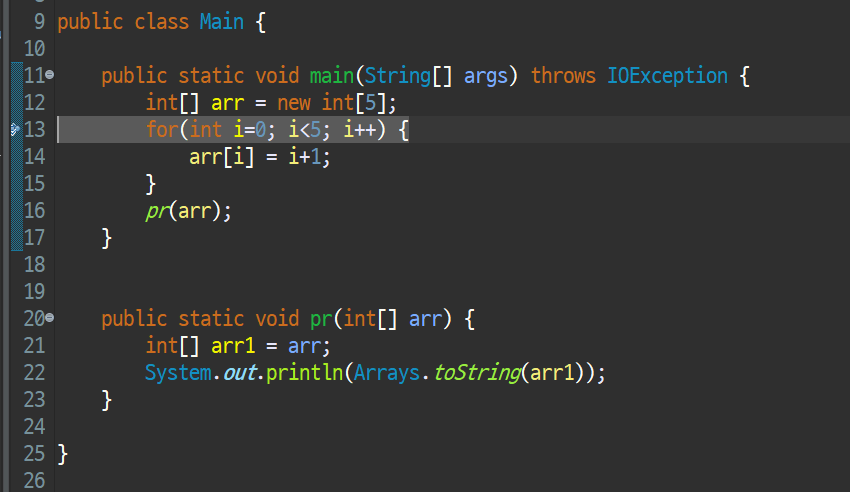 9 public class Main {
10
11 public static void main(String[] args) throws IOException {
12 int[] arr = new int[5];
13 for(int i=0; i<5; i++) {
14 arr[i] = i+1;
15 }
16 pr(arr);
17 }
18
19
20 public static void pr(int[] arr) {
21 int[] arr1 = arr;
22 System.out.println(Arrays.toString(arr1));
23 }
24
25 }
26